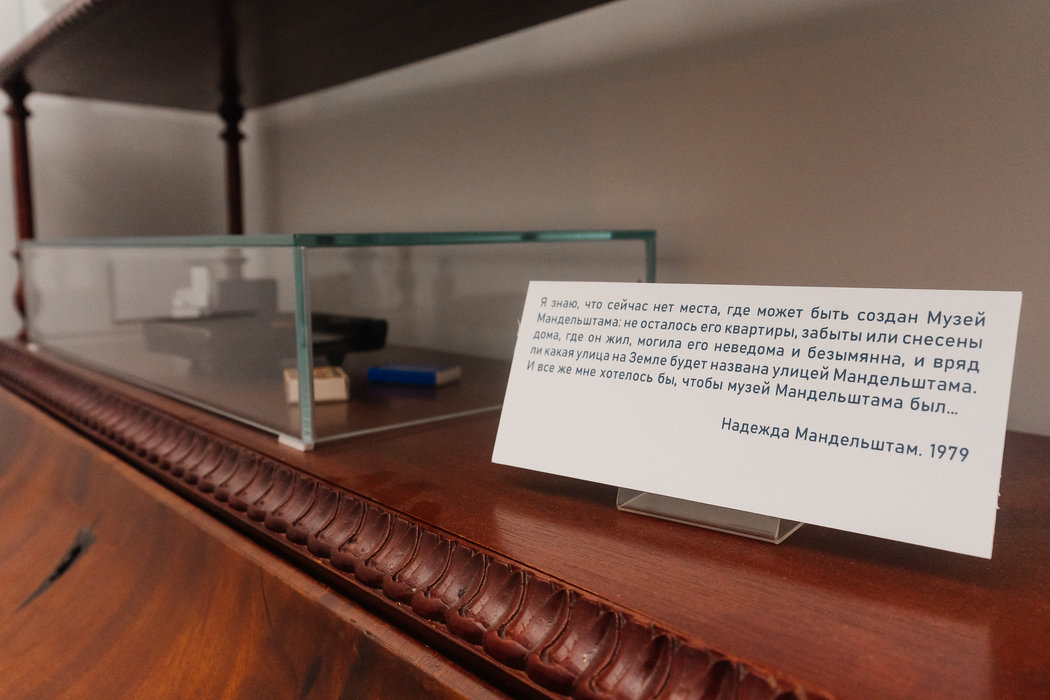 Я знаю, что сейчас нет места, где может быть создан Музей
Мандельштама: не осталось его квартиры, забыты или снесены
дома, где он жил, могила его неведома и безымянна, и вряд
ли какая улица на Земле будет названа улицей Мандельштама.
И все же мне хотелось бы, чтобы музей Мандельштама был...
Надежда Мандельштам. 1979